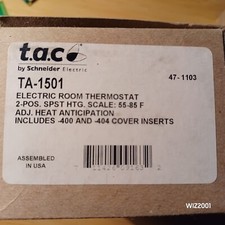 t.a.c
by Schneider Electric
TA-1501
47-1103
ELECTRIC ROOM THERMOSTAT
2-POS. SPST HTG. SCALE: 55-85 F
ADJ. HEAT ANTICIPATION
INCLUDES -400 AND -404 COVER INSERTS
ASSEMBLED
IN USA
WIZ2001